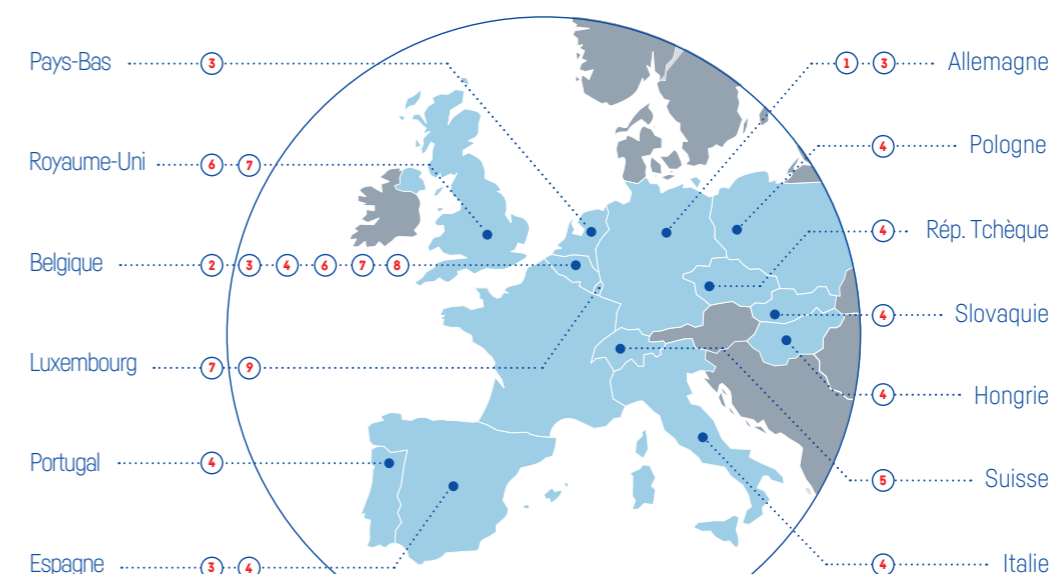 Pays-Bas 3
1 3 Allemagne
4 Pologne
Royaume-Uni 6 7
4 Rép. Tchèque
Belgique 2 3 4 6 7 8
4 Slovaquie
Luxembourg 7 9
4 Hongrie
Portugal 4
5 Suisse
Espagne 3 4
4 Italie